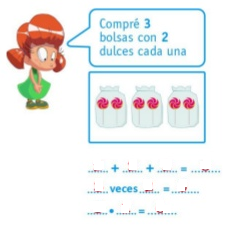 Compré 3
bolsas con 2
dulces cada una
...... + ...... + ...... = ......
...... veces ...... = ......
...... • ...... = ......